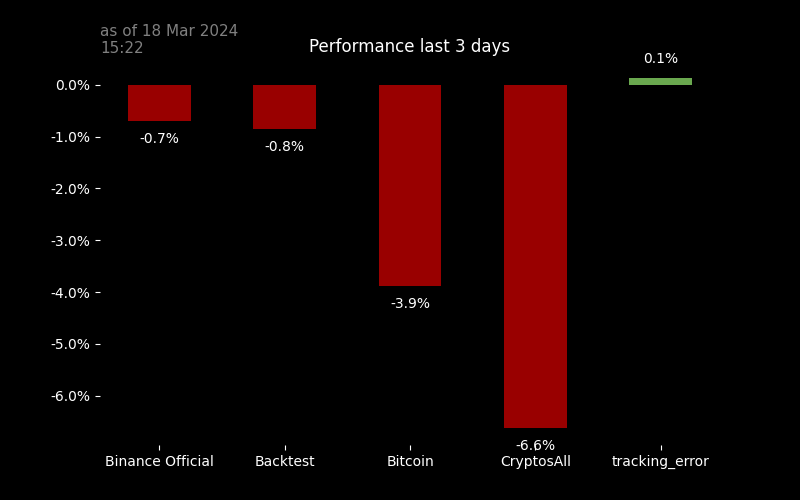 as of 18 Mar 2024
15:22
Performance last 3 days
0.1%
0.0%
-0.7%
-0.8%
-1.0%
-2.0%
-3.0%
-3.9%
-4.0%
-5.0%
-6.0%
-6.6%
Binance Official
Backtest
Bitcoin
CryptosAll
tracking_error